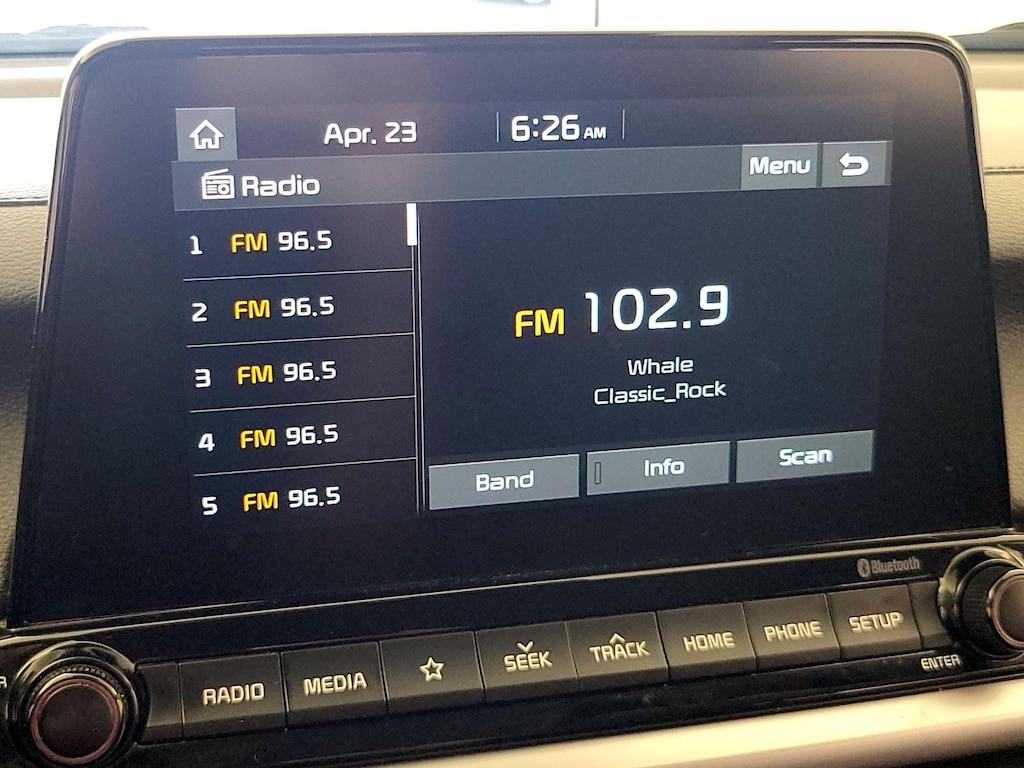 Apr. 23 6:26 AM
Radio Menu
1 FM 96.5
2 FM 96.5
3 FM 96.5
4 FM 96.5
5 FM 96.5
FM 102.9
Whale
Classic_Rock
Band Info Scan
Bluetooth
RADIO MEDIA SEEK TRACK HOME PHONE SETUP
ENTER